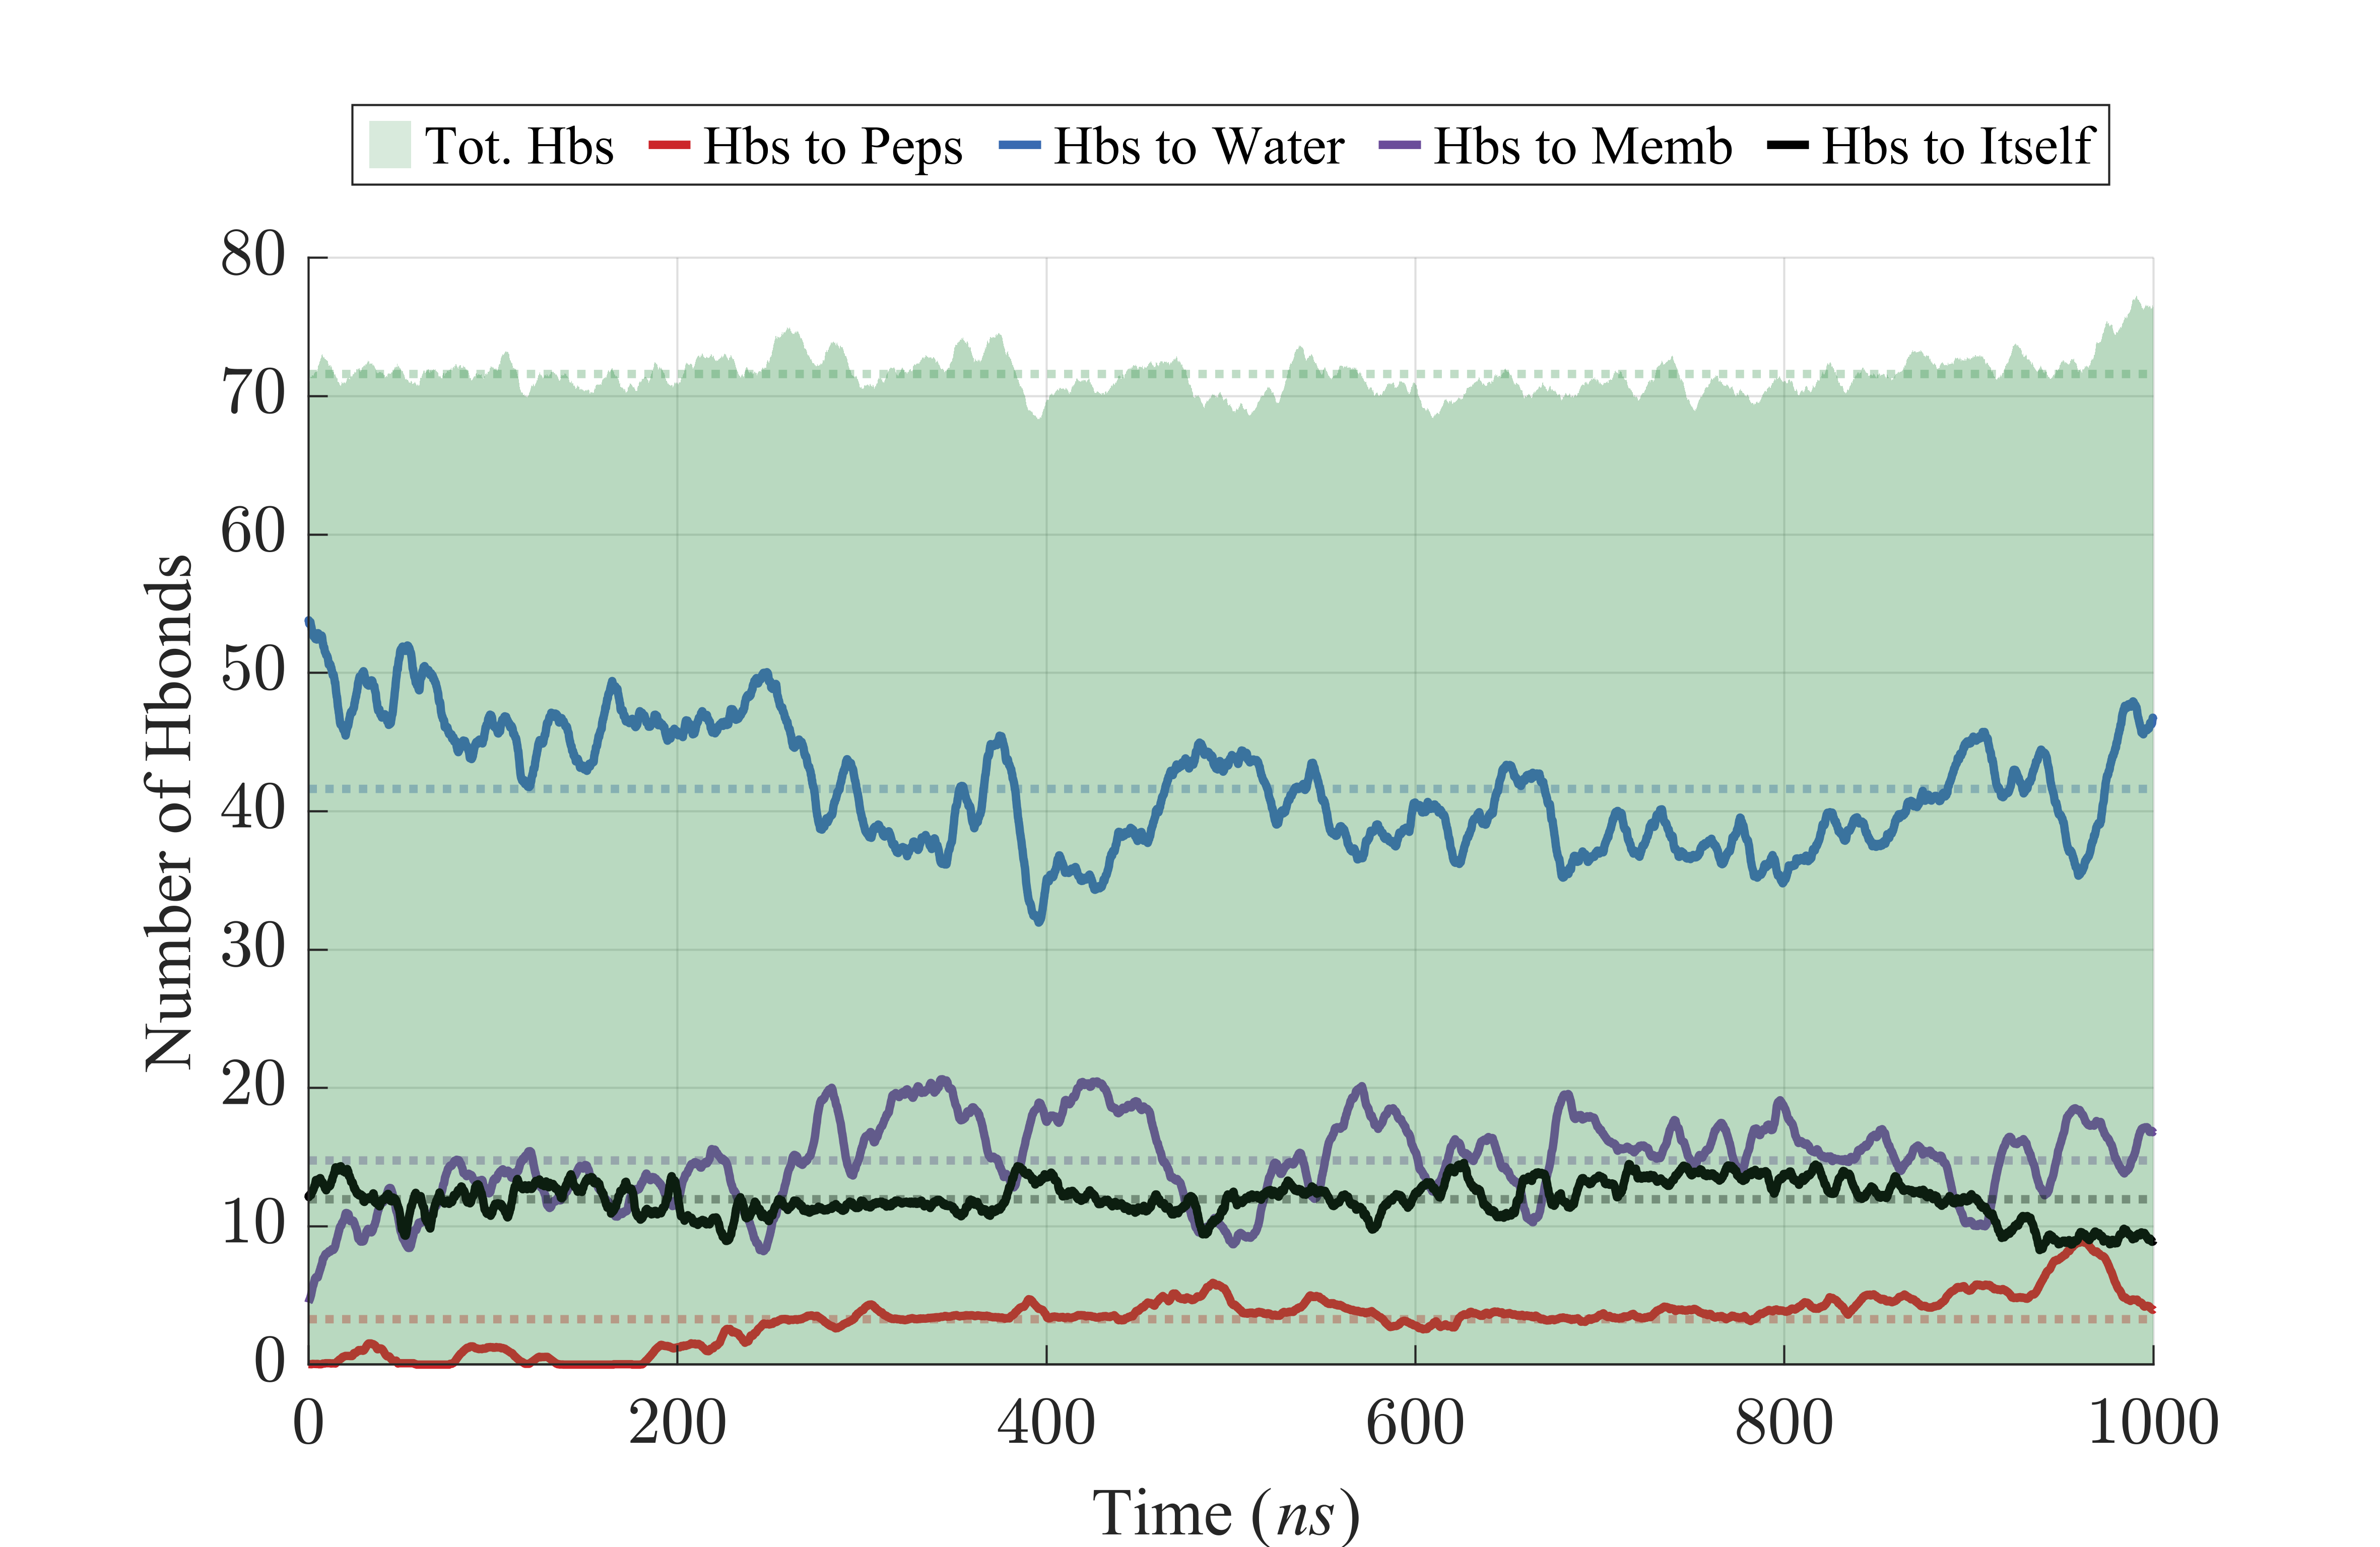 Tot. Hbs Hbs to Peps Hbs to Water Hbs to Memb Hbs to Itself
80
70
60
50
40
30
20
10
0
Number of Hbonds
0 200 400 600 800 1000
Time (ns)